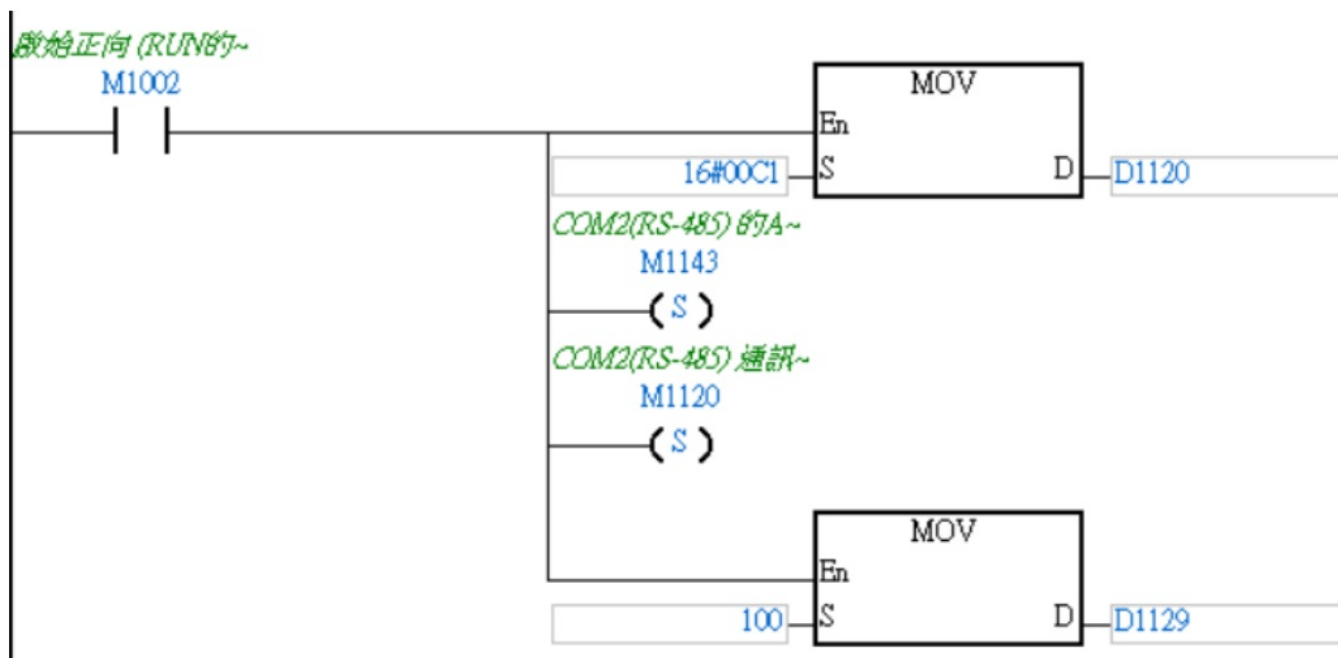 啟始正向 (RUN的~
M1002
MOV
En
16#00C1 S D D1120
COM2(RS-485) 的A~
M1143
( S )
COM2(RS-485) 通訊~
M1120
( S )
MOV
En
100 S D D1129